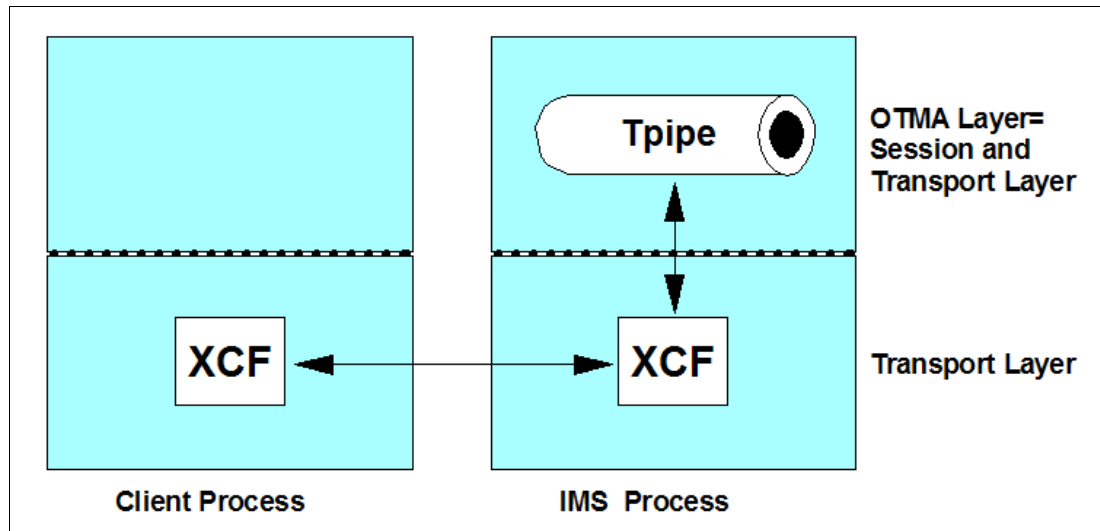 Tpipe
OTMA Layer=
Session and
Transport Layer
XCF
XCF
Transport Layer
Client Process
IMS Process